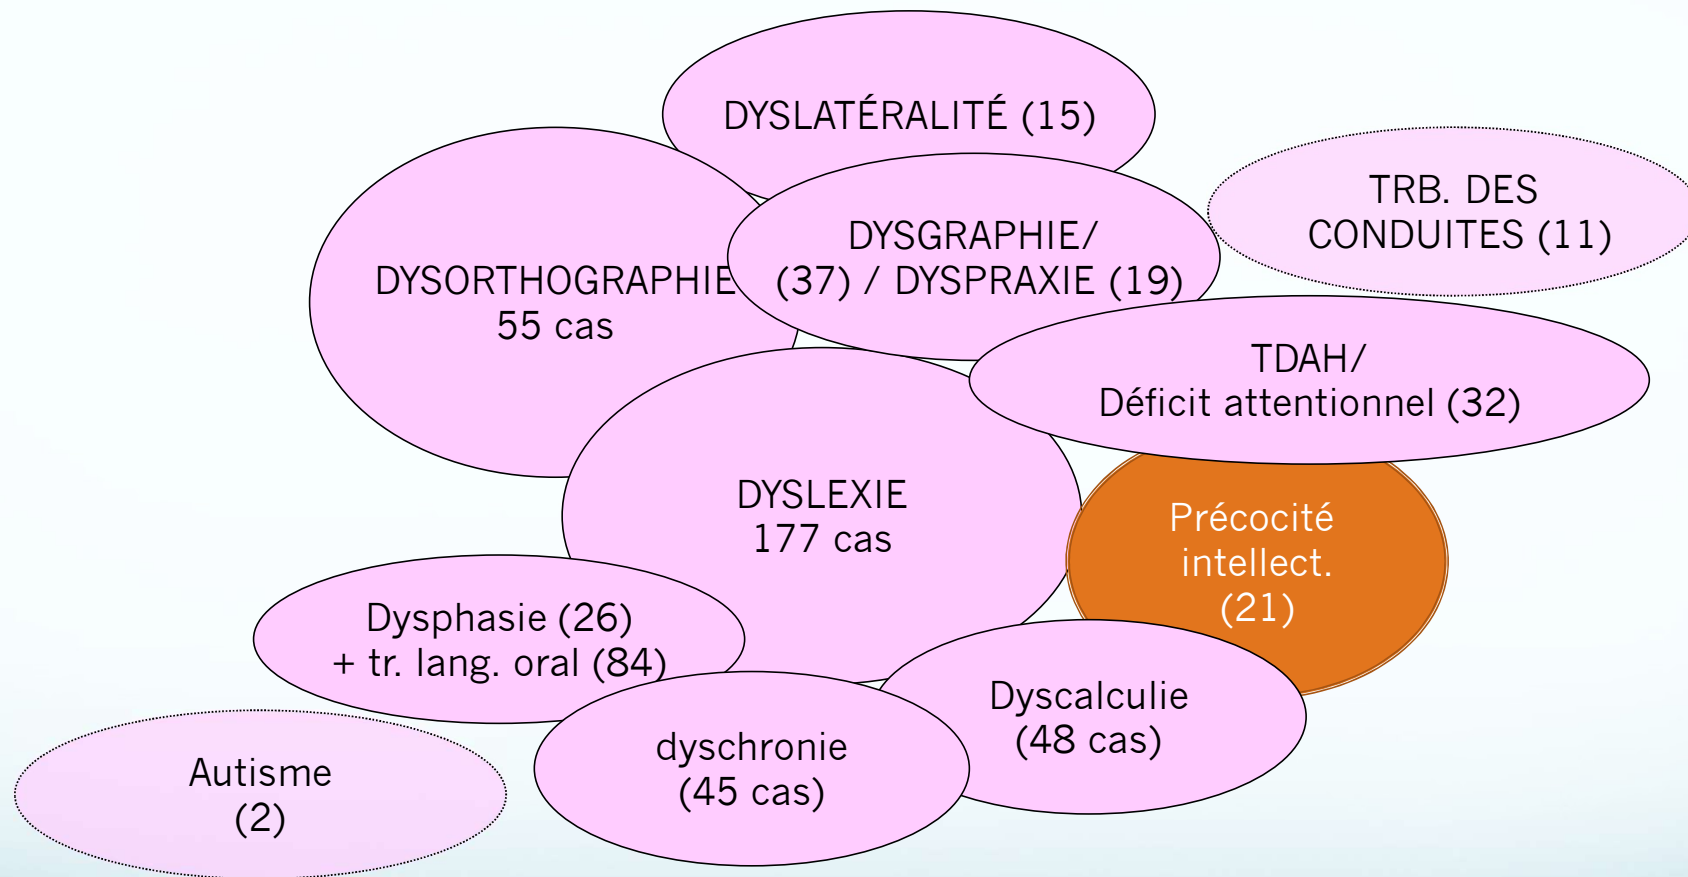 DYSLATÉRALITÉ (15)
TRB. DES
CONDUITES (11)
DYSGRAPHIE/
(37) / DYSPRAXIE (19)
DYSORTHOGRAPHIE
55 cas
TDAH/
Déficit attentionnel (32)
DYSLEXIE
177 cas
Précocité
intellect.
(21)
Dysphasie (26)
+ tr. lang. oral (84)
Dyscalculie
(48 cas)
dyschronie
(45 cas)
Autisme
(2)